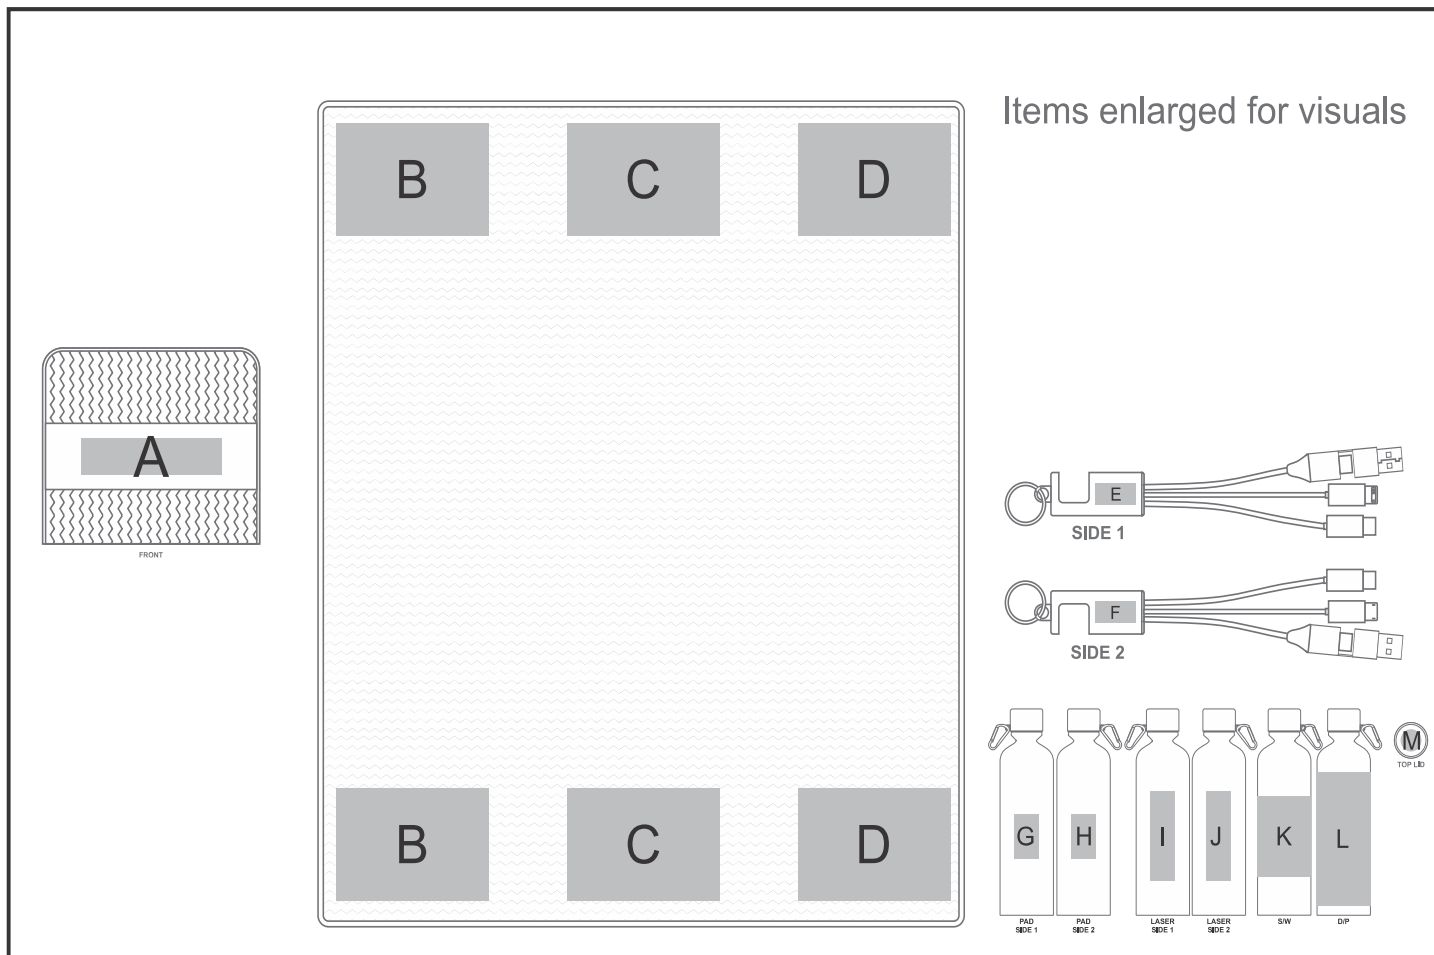 Items enlarged for visuals
B C D
A
FRONT
E
SIDE 1
F
SIDE 2
M
TOP LID
G H I J K L
B C D
PAD SIDE 1
PAD SIDE 2
LASER SIDE 1
LASER SIDE 2
S/W
D/P